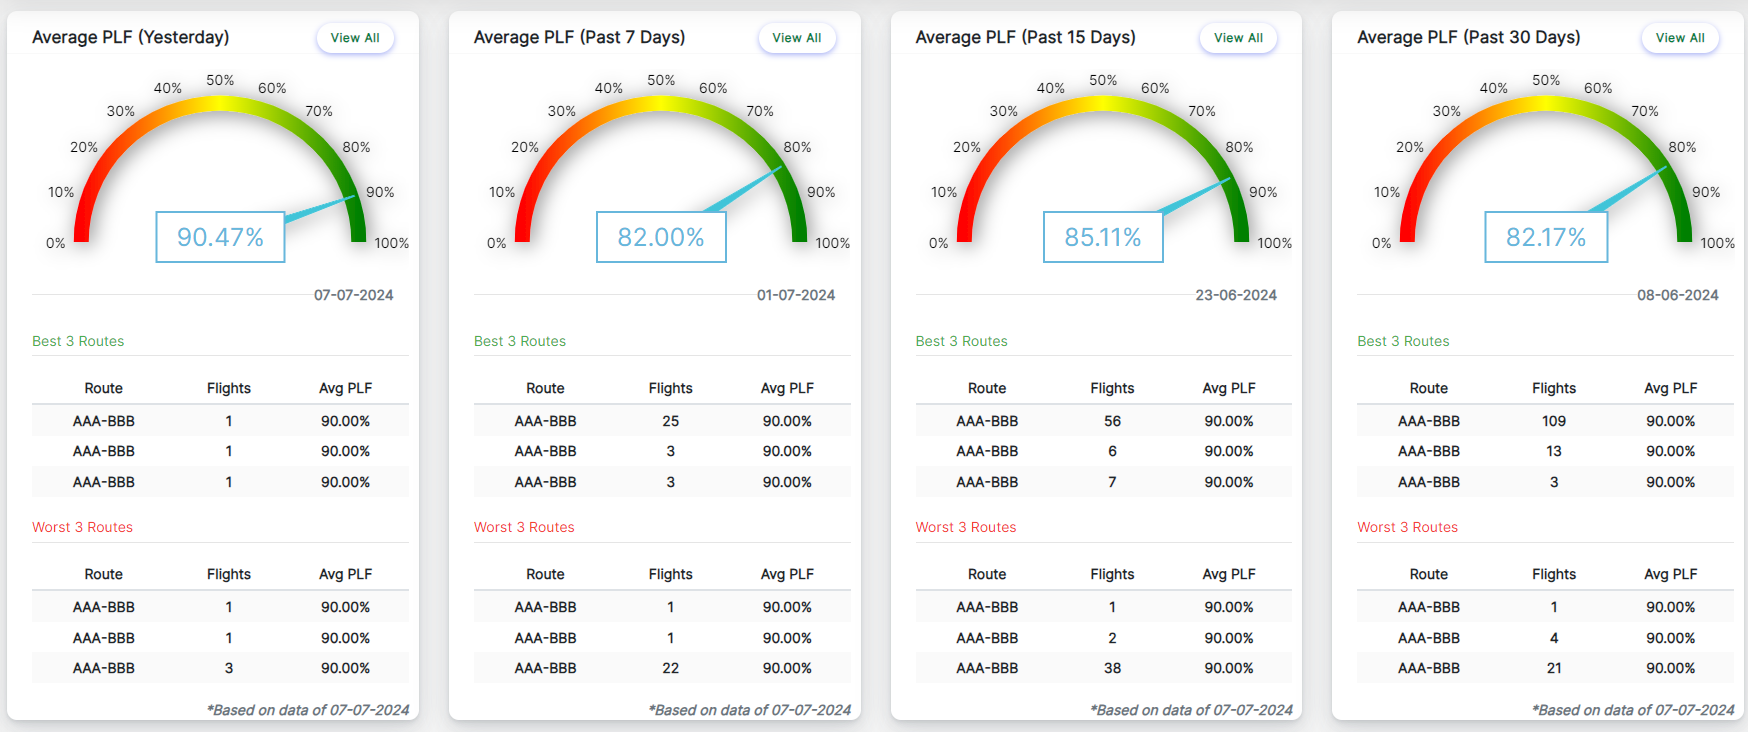 Average PLF (Yesterday)
View All
50%
40%
60%
30%
70%
20%
80%
10%
90%
90.47%
0%
100%
07-07-2024
Best 3 Routes
Route Flights Avg PLF
AAA-BBB 1 90.00%
AAA-BBB 1 90.00%
AAA-BBB 1 90.00%
Worst 3 Routes
Route Flights Avg PLF
AAA-BBB 1 90.00%
AAA-BBB 1 90.00%
AAA-BBB 3 90.00%
*Based on data of 07-07-2024
Average PLF (Past 7 Days)
View All
50%
40%
60%
30%
70%
20%
80%
10%
90%
82.00%
0%
100%
01-07-2024
Best 3 Routes
Route Flights Avg PLF
AAA-BBB 25 90.00%
AAA-BBB 3 90.00%
AAA-BBB 3 90.00%
Worst 3 Routes
Route Flights Avg PLF
AAA-BBB 1 90.00%
AAA-BBB 1 90.00%
AAA-BBB 22 90.00%
*Based on data of 07-07-2024
Average PLF (Past 15 Days)
View All
50%
40%
60%
30%
70%
20%
80%
10%
90%
85.11%
0%
100%
23-06-2024
Best 3 Routes
Route Flights Avg PLF
AAA-BBB 56 90.00%
AAA-BBB 6 90.00%
AAA-BBB 7 90.00%
Worst 3 Routes
Route Flights Avg PLF
AAA-BBB 1 90.00%
AAA-BBB 2 90.00%
AAA-BBB 38 90.00%
*Based on data of 07-07-2024
Average PLF (Past 30 Days)
View All
50%
40%
60%
30%
70%
20%
80%
10%
90%
82.17%
0%
100%
08-06-2024
Best 3 Routes
Route Flights Avg PLF
AAA-BBB 109 90.00%
AAA-BBB 13 90.00%
AAA-BBB 3 90.00%
Worst 3 Routes
Route Flights Avg PLF
AAA-BBB 1 90.00%
AAA-BBB 4 90.00%
AAA-BBB 21 90.00%
*Based on data of 07-07-2024